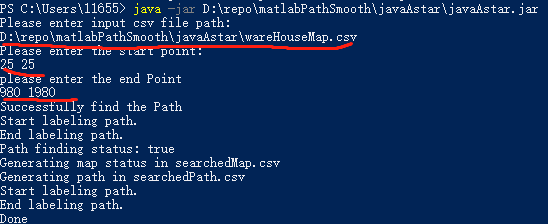 PS C:\Users\11655> java -jar D:\repo\matlabPathSmooth\javaAstar\javaAstar.jar
Please enter input csv file path:
D:\repo\matlabPathSmooth\javaAstar\wareHouseMap.csv
Please enter the start point:
25 25
please enter the end Point
980 1980
Successfully find the Path
Start labeling path.
End labeling path.
Path finding status: true
Generating map status in searchedMap.csv
Generating path in searchedPath.csv
Start labeling path.
End labeling path.
Done